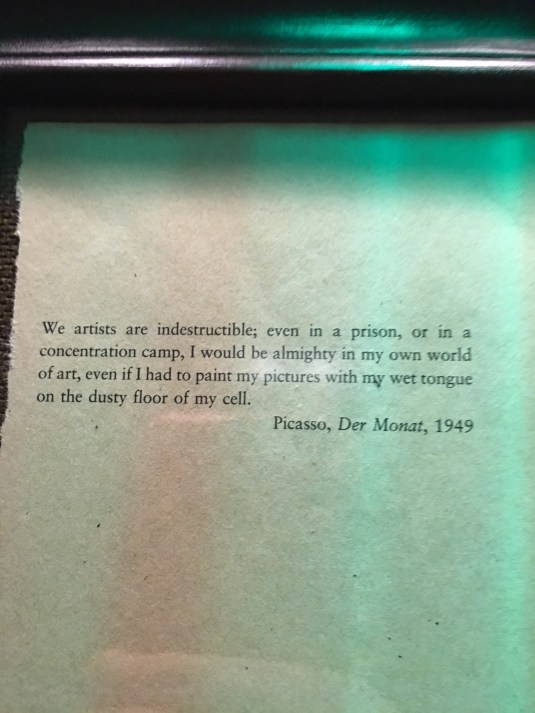 We artists are indestructible; even in a prison, or in a
concentration camp, I would be almighty in my own world
of art, even if I had to paint my pictures with my wet tongue
on the dusty floor of my cell.
Picasso, Der Monat, 1949